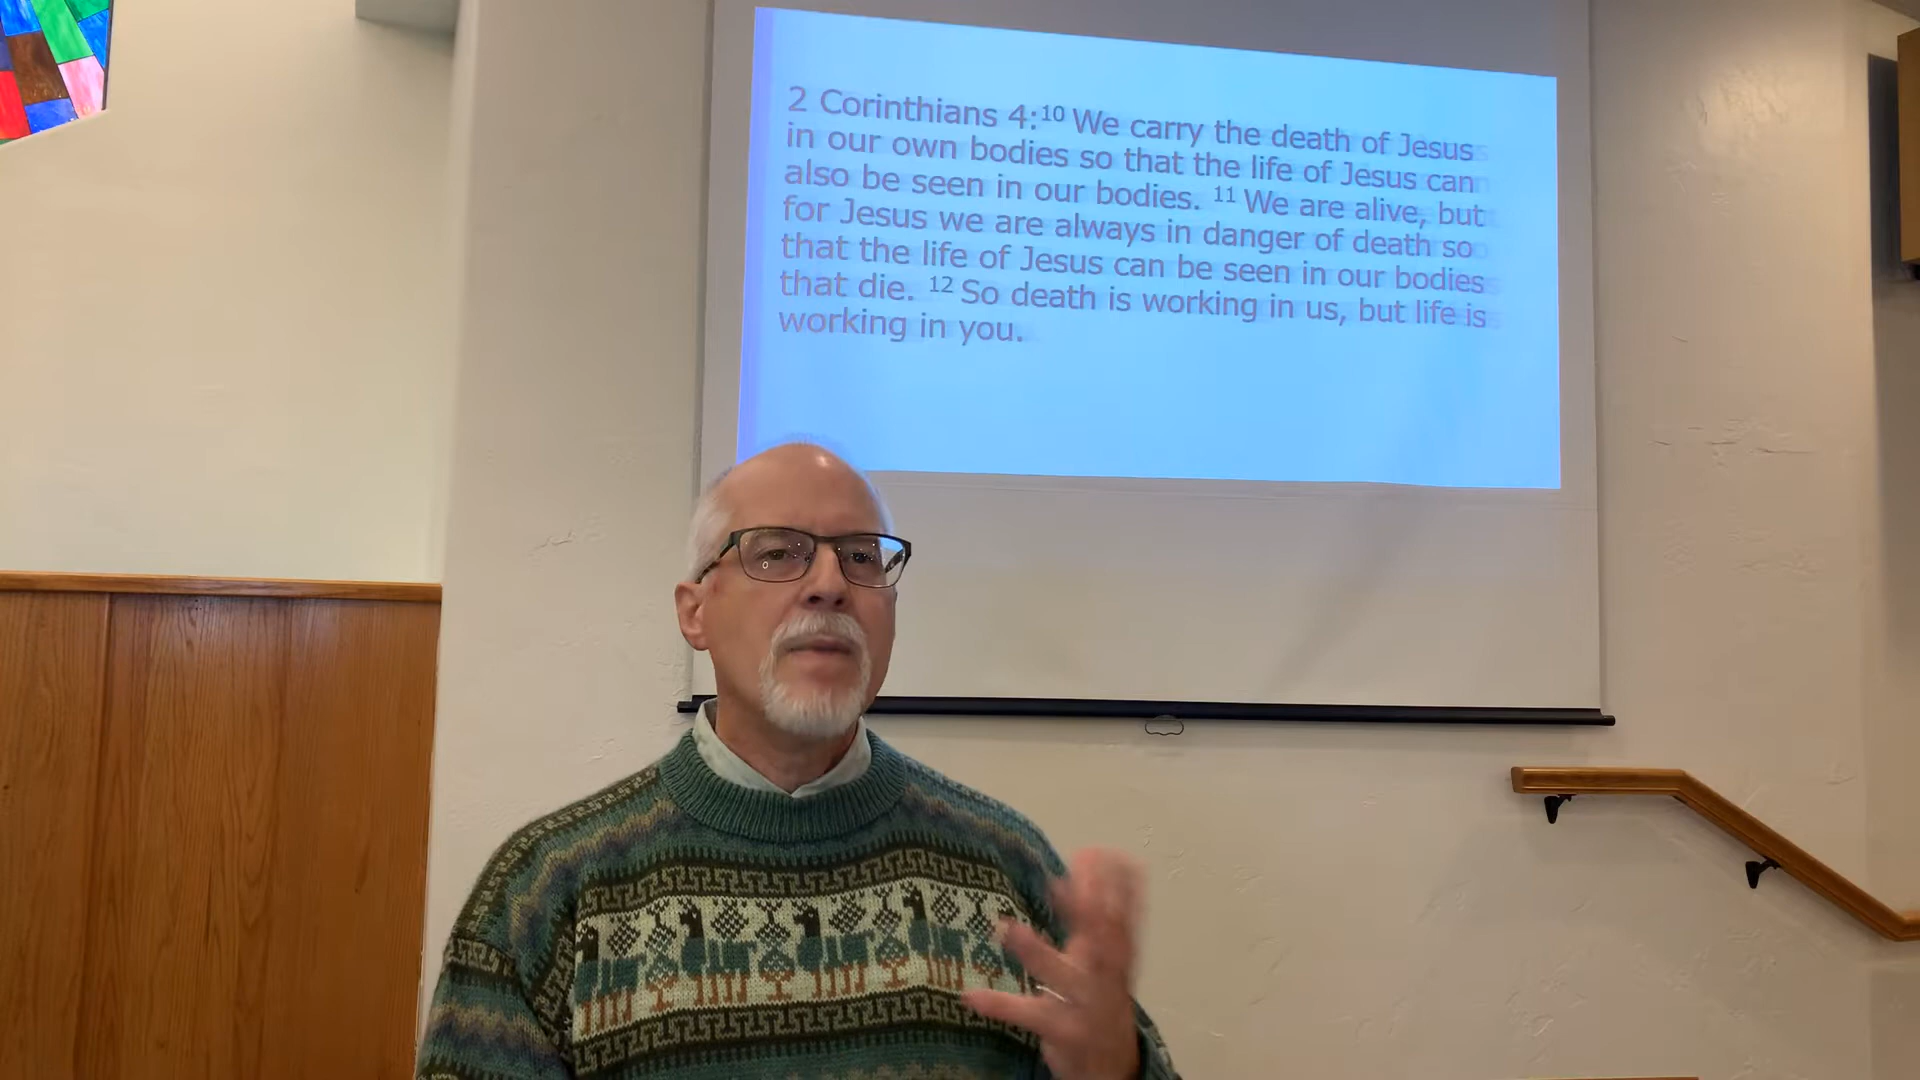 2 Corinthians 4:¹⁰ We carry the death of Jesus
in our own bodies so that the life of Jesus can
also be seen in our bodies. ¹¹ We are alive, but
for Jesus we are always in danger of death so
that the life of Jesus can be seen in our bodies
that die. ¹² So death is working in us, but life is
working in you.